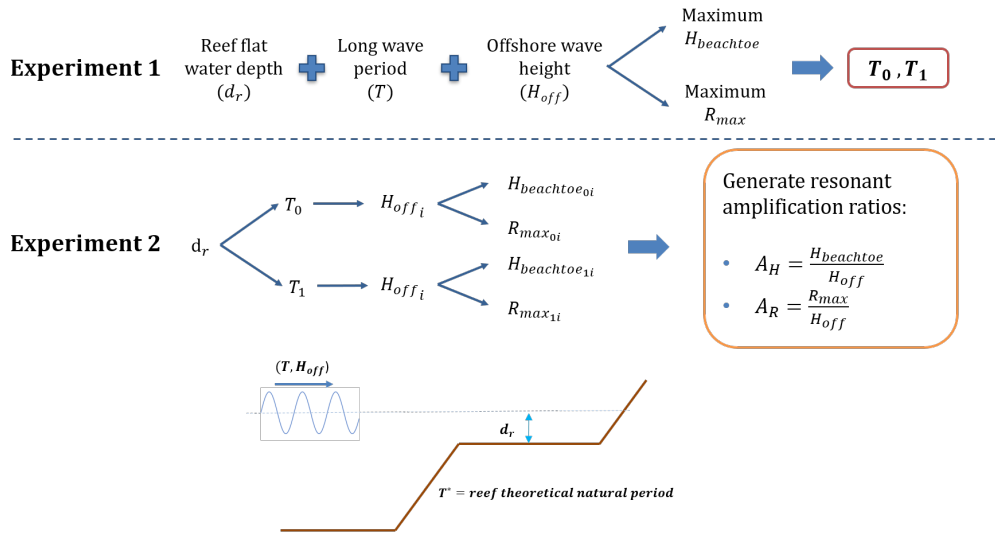 Experiment 1
Reef flat
water depth
(d_r)
Long wave
period
(T)
Offshore wave
height
(H_off)
Maximum
H_beachtoe
Maximum
R_max
T_0 , T_1
Experiment 2
d_r
T_0
H_off_i
H_beachtoe_0i
R_max_0i
T_1
H_off_i
H_beachtoe_1i
R_max_1i
Generate resonant
amplification ratios:
• A_H = H_beachtoe / H_off
• A_R = R_max / H_off
(T, H_off)
d_r
T* = reef theoretical natural period